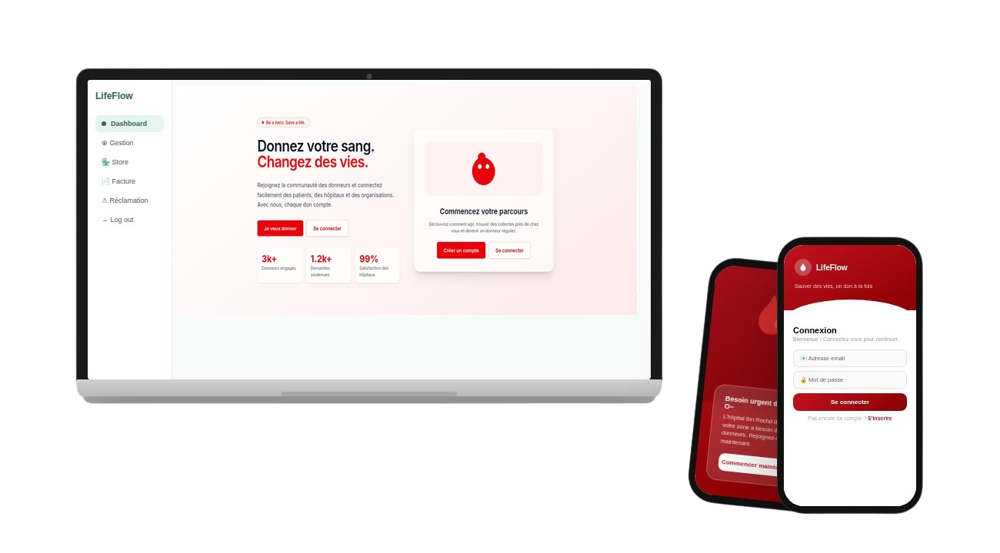 LifeFlow
Dashboard
Gestion
Store
Facture
Réclamation
→ Log out
Be a hero. Save a life.
Donnez votre sang.
Changez des vies.
Rejoignez la communauté des donneurs et connectez
facilement des patients, des hôpitaux et des organisations.
Avec nous, chaque don compte.
Je veux donner
Se connecter
3k+
Donneurs engagés
1.2k+
Demandes
soutenues
99%
Satisfaction des
hôpitaux
Commencez votre parcours
Découvrez comment agir, trouver des collectes près de chez
vous et devenir un donneur régulier.
Créer un compte
Se connecter
Besoin urgent d
O−
L'hôpital Ibn Rochd d
votre zone a besoin d
donneurs. Rejoignez-
maintenant.
Commencer mainte
LifeFlow
Sauver des vies, un don à la fois
Connexion
Bienvenue ! Connectez-vous pour continuer.
Adresse email
Mot de passe
Se connecter
Pas encore de compte ? S'inscrire